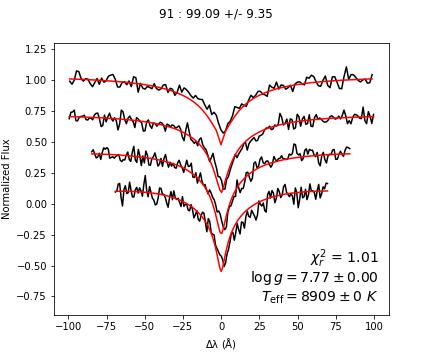 91 : 99.09 +/- 9.35
1.25
1.00
0.75
0.50
0.25
0.00
−0.25
−0.50
−0.75
Normalized Flux
χ²ᵣ = 1.01
log g = 7.77 ± 0.00
T_eff = 8909 ± 0 K
−100 −75 −50 −25 0 25 50 75 100
Δλ (Å)